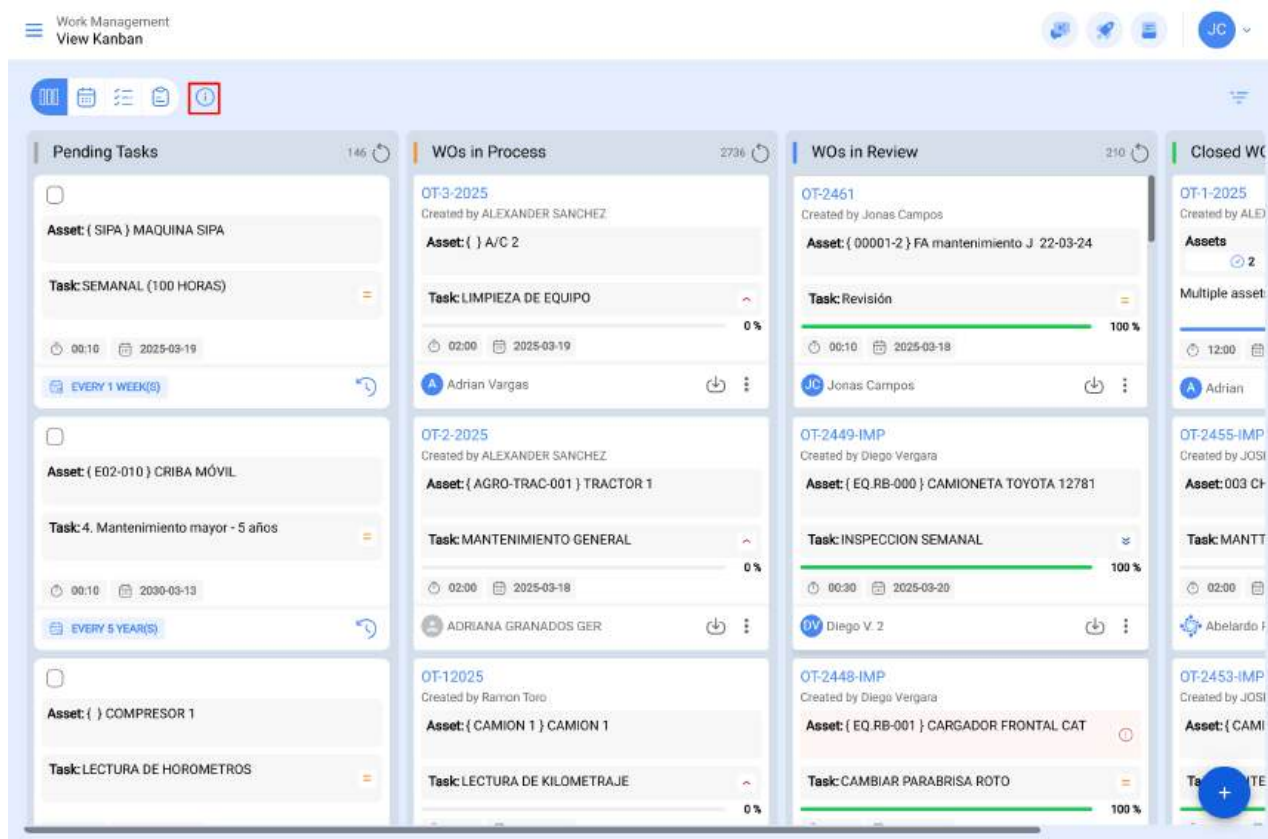 Work Management
View Kanban
JC
Pending Tasks 146
Asset: { SIPA } MAQUINA SIPA
Task: SEMANAL (100 HORAS)
00:10 2025-03-19
EVERY 1 WEEK(S)
Asset: { E02-010 } CRIBA MÓVIL
Task: 4. Mantenimiento mayor - 5 años
00:10 2030-03-13
EVERY 5 YEAR(S)
Asset: { } COMPRESOR 1
Task: LECTURA DE HOROMETROS
WOs in Process 2736
OT-3-2025
Created by ALEXANDER SANCHEZ
Asset: { } A/C 2
Task: LIMPIEZA DE EQUIPO
0 %
02:00 2025-03-19
A Adrian Vargas
OT-2-2025
Created by ALEXANDER SANCHEZ
Asset: { AGRO-TRAC-001 } TRACTOR 1
Task: MANTENIMIENTO GENERAL
0 %
02:00 2025-03-18
ADRIANA GRANADOS GER
OT-12025
Created by Ramon Toro
Asset: { CAMION 1 } CAMION 1
Task: LECTURA DE KILOMETRAJE
0 %
WOs in Review 210
OT-2461
Created by Jonas Campos
Asset: { 00001-2 } FA mantenimiento J 22-03-24
Task: Revisión
100 %
00:10 2025-03-18
JC Jonas Campos
OT-2449-IMP
Created by Diego Vergara
Asset: { EQ.RB-000 } CAMIONETA TOYOTA 12781
Task: INSPECCION SEMANAL
100 %
00:30 2025-03-20
DV Diego V. 2
OT-2448-IMP
Created by Diego Vergara
Asset: { EQ.RB-001 } CARGADOR FRONTAL CAT
Task: CAMBIAR PARABRISA ROTO
100 %
Closed
OT-1-2025
Created by
Assets
2
Multiple asset
12:00
A Adrian
OT-2455-IMP
Created by JOSI
Asset: 003
Task: MANTT
02:00
Abelardo
OT-2453-IMP
Created by JOSI
Asset: { CAMI
+